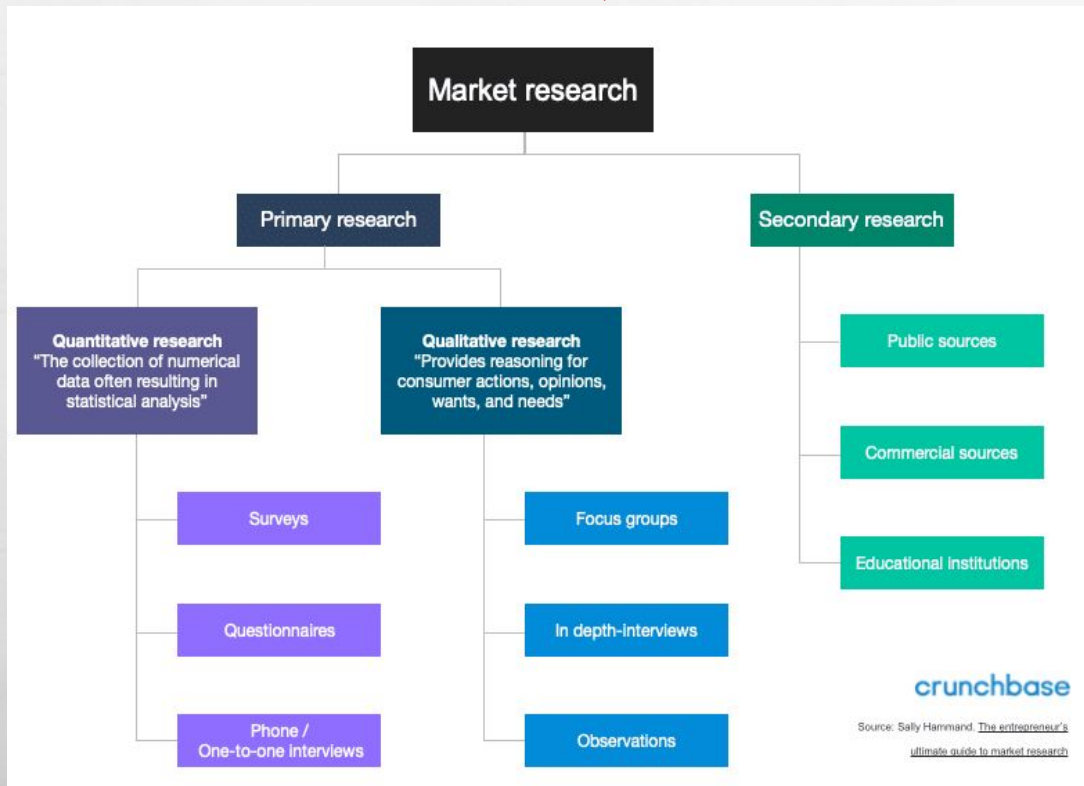 Market research
Primary research
Secondary research
Quantitative research
“The collection of numerical
data often resulting in
statistical analysis”
Qualitative research
“Provides reasoning for
consumer actions, opinions,
wants, and needs”
Surveys
Questionnaires
Phone /
One-to-one interviews
Focus groups
In depth-interviews
Observations
Public sources
Commercial sources
Educational institutions
crunchbase
Source: Sally Hammand. The entrepreneur’s
ultimate guide to market research